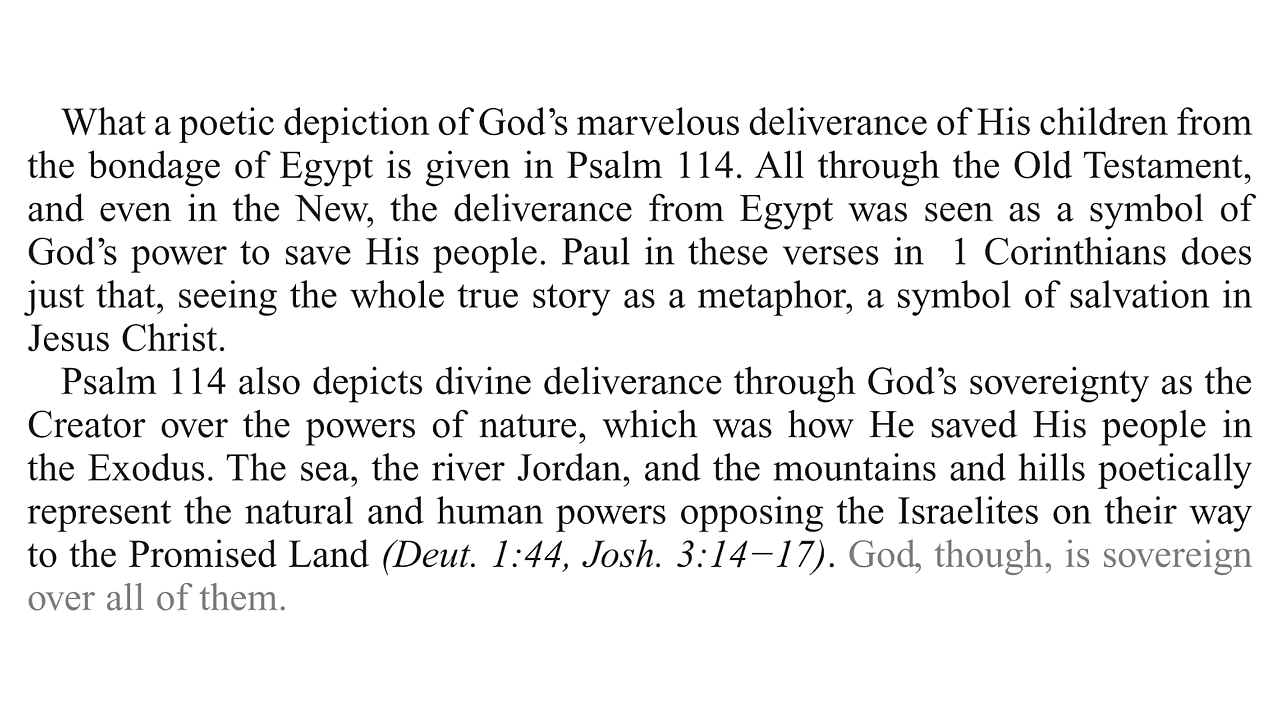 What a poetic depiction of God’s marvelous deliverance of His children from
the bondage of Egypt is given in Psalm 114. All through the Old Testament,
and even in the New, the deliverance from Egypt was seen as a symbol of
God’s power to save His people. Paul in these verses in  1 Corinthians does
just that, seeing the whole true story as a metaphor, a symbol of salvation in
Jesus Christ.
Psalm 114 also depicts divine deliverance through God’s sovereignty as the
Creator over the powers of nature, which was how He saved His people in
the Exodus. The sea, the river Jordan, and the mountains and hills poetically
represent the natural and human powers opposing the Israelites on their way
to the Promised Land (Deut. 1:44, Josh. 3:14−17). God, though, is sovereign
over all of them.